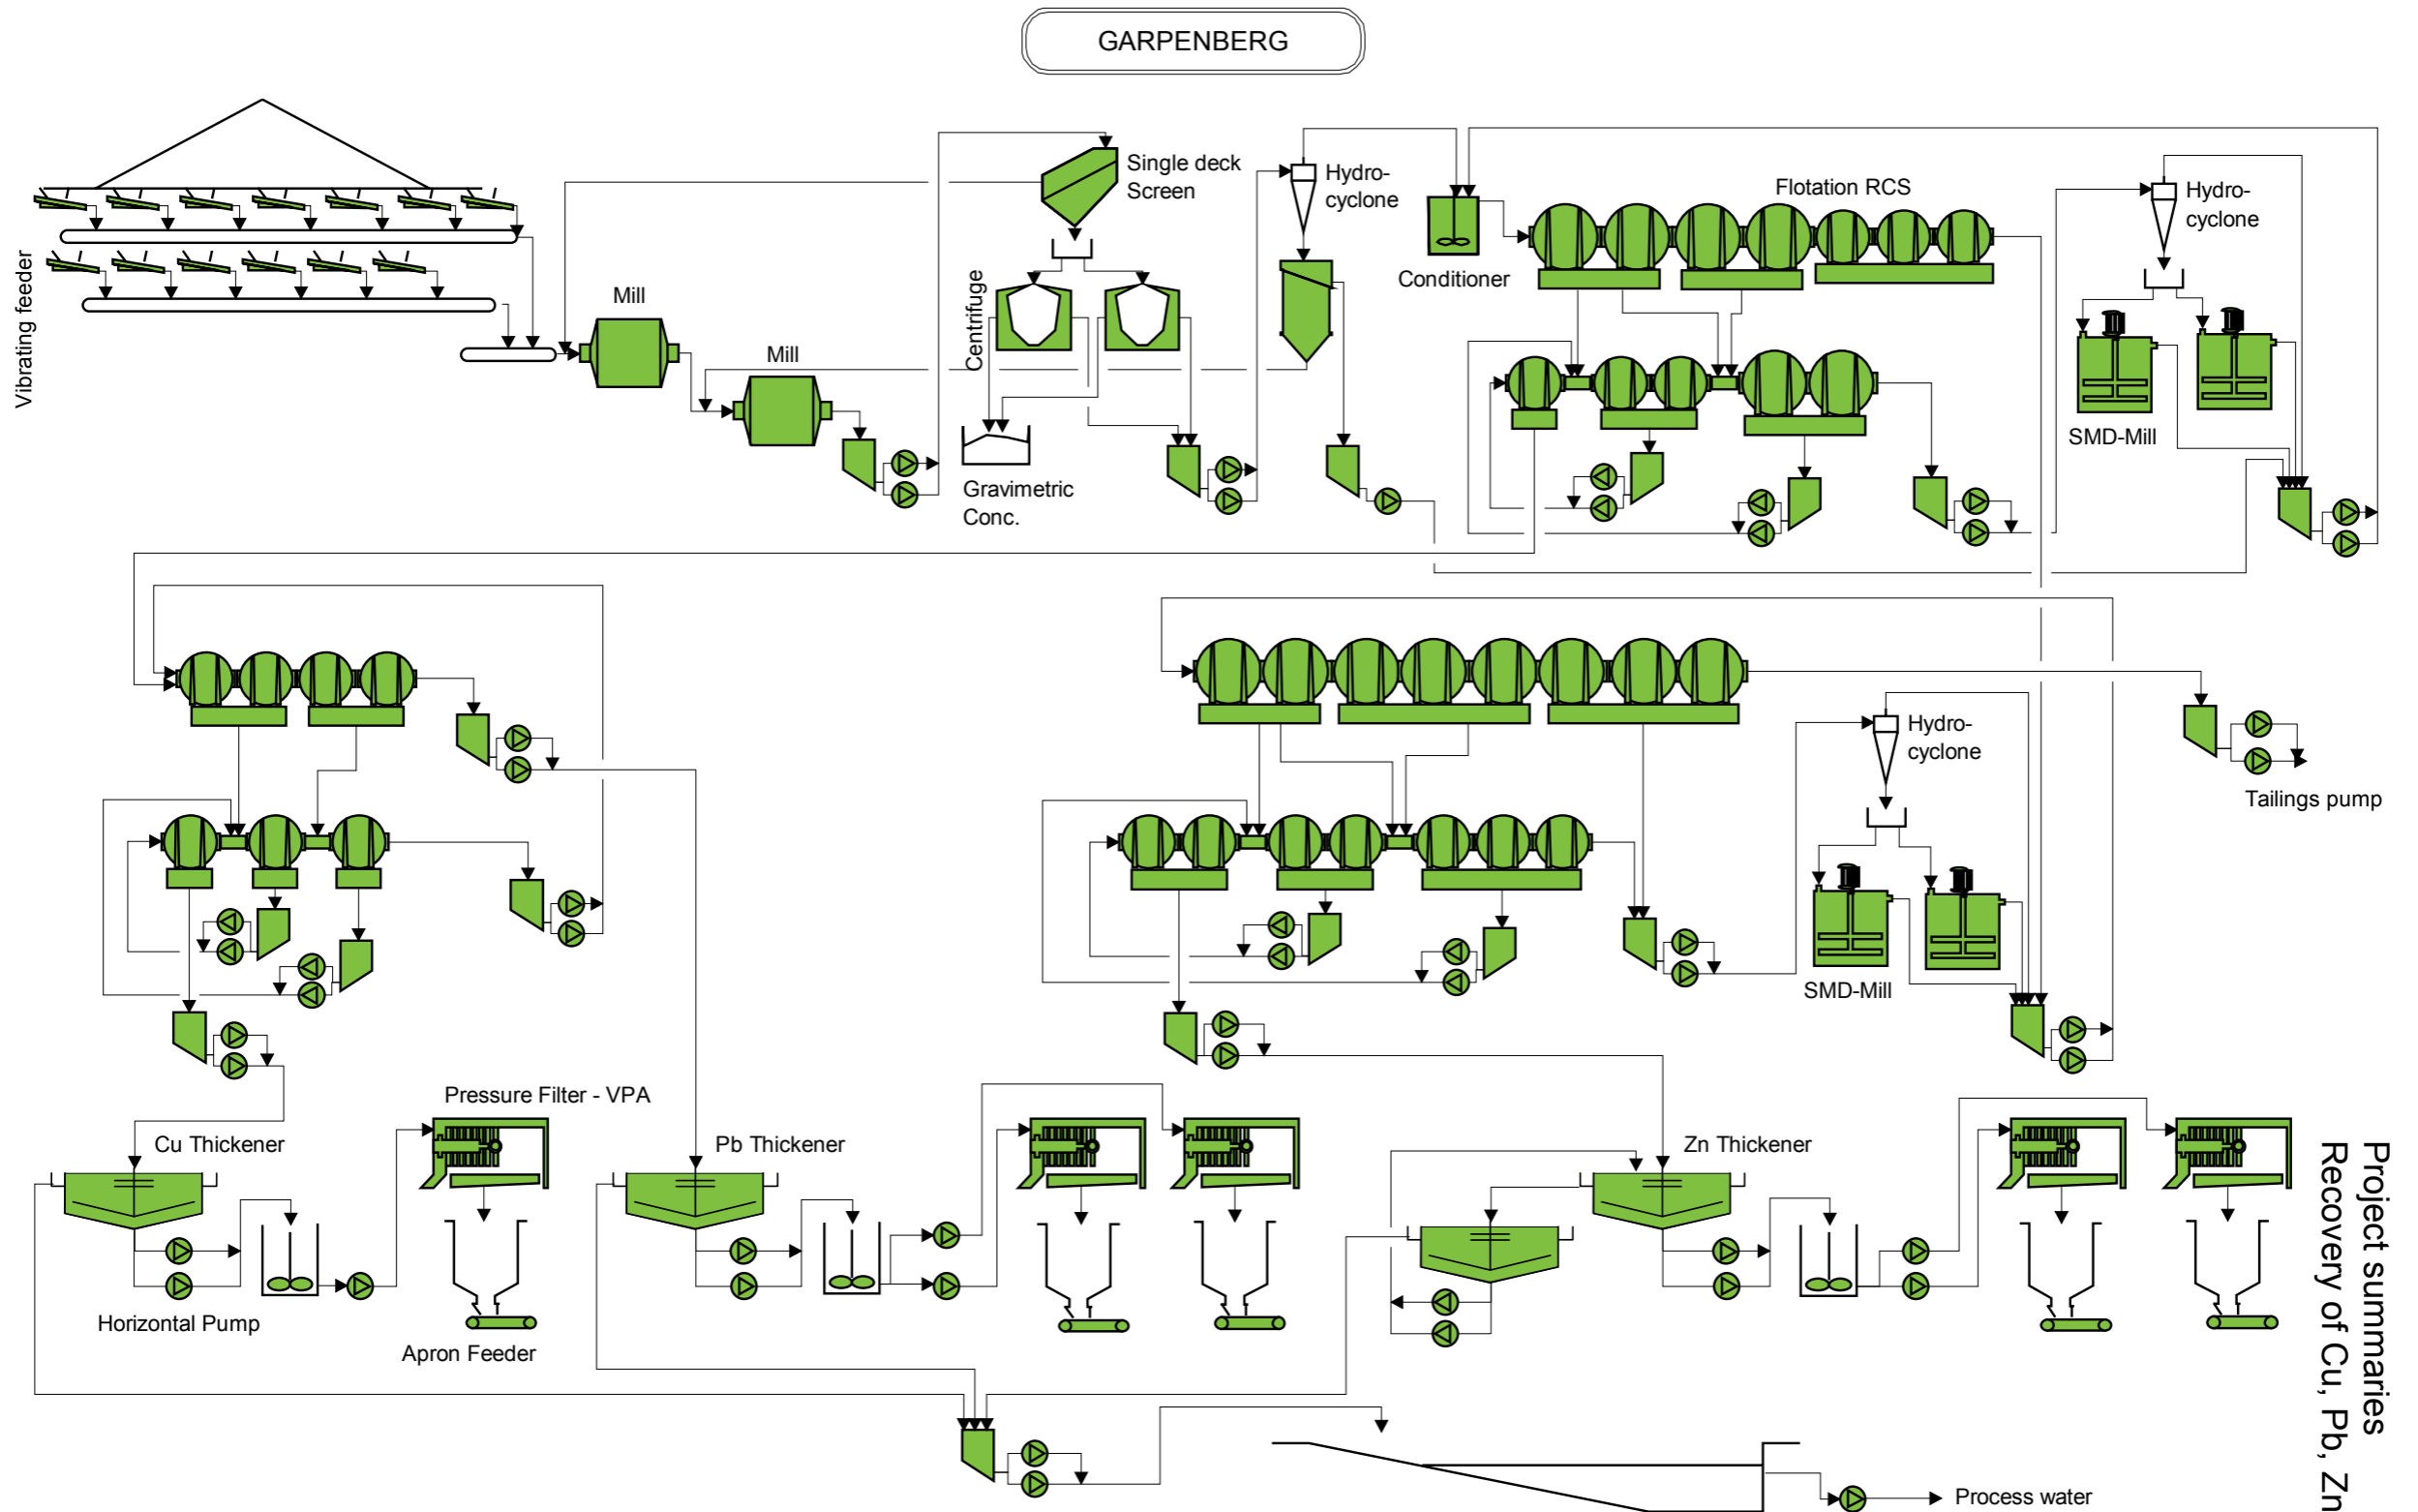 GARPENBERG
Single deck
Screen
Hydro-
cyclone
Flotation RCS
Hydro-
cyclone
Vibrating feeder
Mill
Mill
Centrifuge
Conditioner
SMD-Mill
Gravimetric
Conc.
Hydro-
cyclone
Tailings pump
SMD-Mill
Pressure Filter - VPA
Cu Thickener
Pb Thickener
Zn Thickener
Horizontal Pump
Apron Feeder
Process water
Project summaries
Recovery of Cu, Pb, Zn